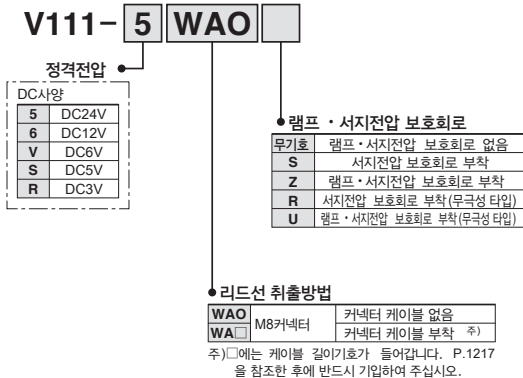 V111- 5 WAO
정격전압
DC사양
5 DC24V
6 DC12V
V DC6V
S DC5V
R DC3V
램프 • 서지전압 보호회로
무기호 램프 • 서지전압 보호회로 없음
S 서지전압 보호회로 부착
Z 램프 • 서지전압 보호회로 부착
R 서지전압 보호회로 부착(무극성 타입)
U 램프 • 서지전압 보호회로 부착(무극성 타입)
리드선 취출방법
WAO M8커넥터 커넥터 케이블 없음
WA□ 커넥터 케이블 부착 주)
주)□에는 케이블 길이기호가 들어갑니다. P.1217
을 참조한 후에 반드시 기입하여 주십시오.